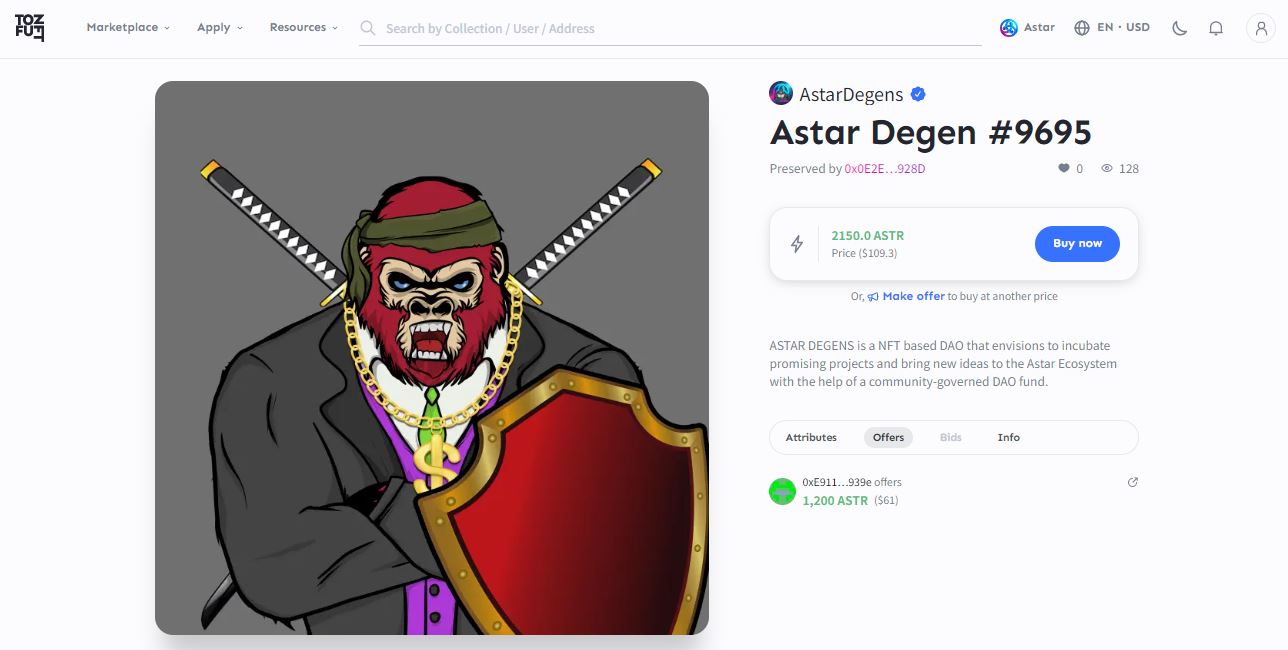 TOZ
FUT
Marketplace
Apply
Resources
Search by Collection / User / Address
Astar
EN · USD
AstarDegens
Astar Degen #9695
Preserved by 0x0E2E...928D
0
128
2150.0 ASTR
Price ($109.3)
Buy now
Or, Make offer to buy at another price
ASTAR DEGENS is a NFT based DAO that envisions to incubate
promising projects and bring new ideas to the Astar Ecosystem
with the help of a community-governed DAO fund.
Attributes
Offers
Bids
Info
0xE911...939e offers
1,200 ASTR ($61)
$